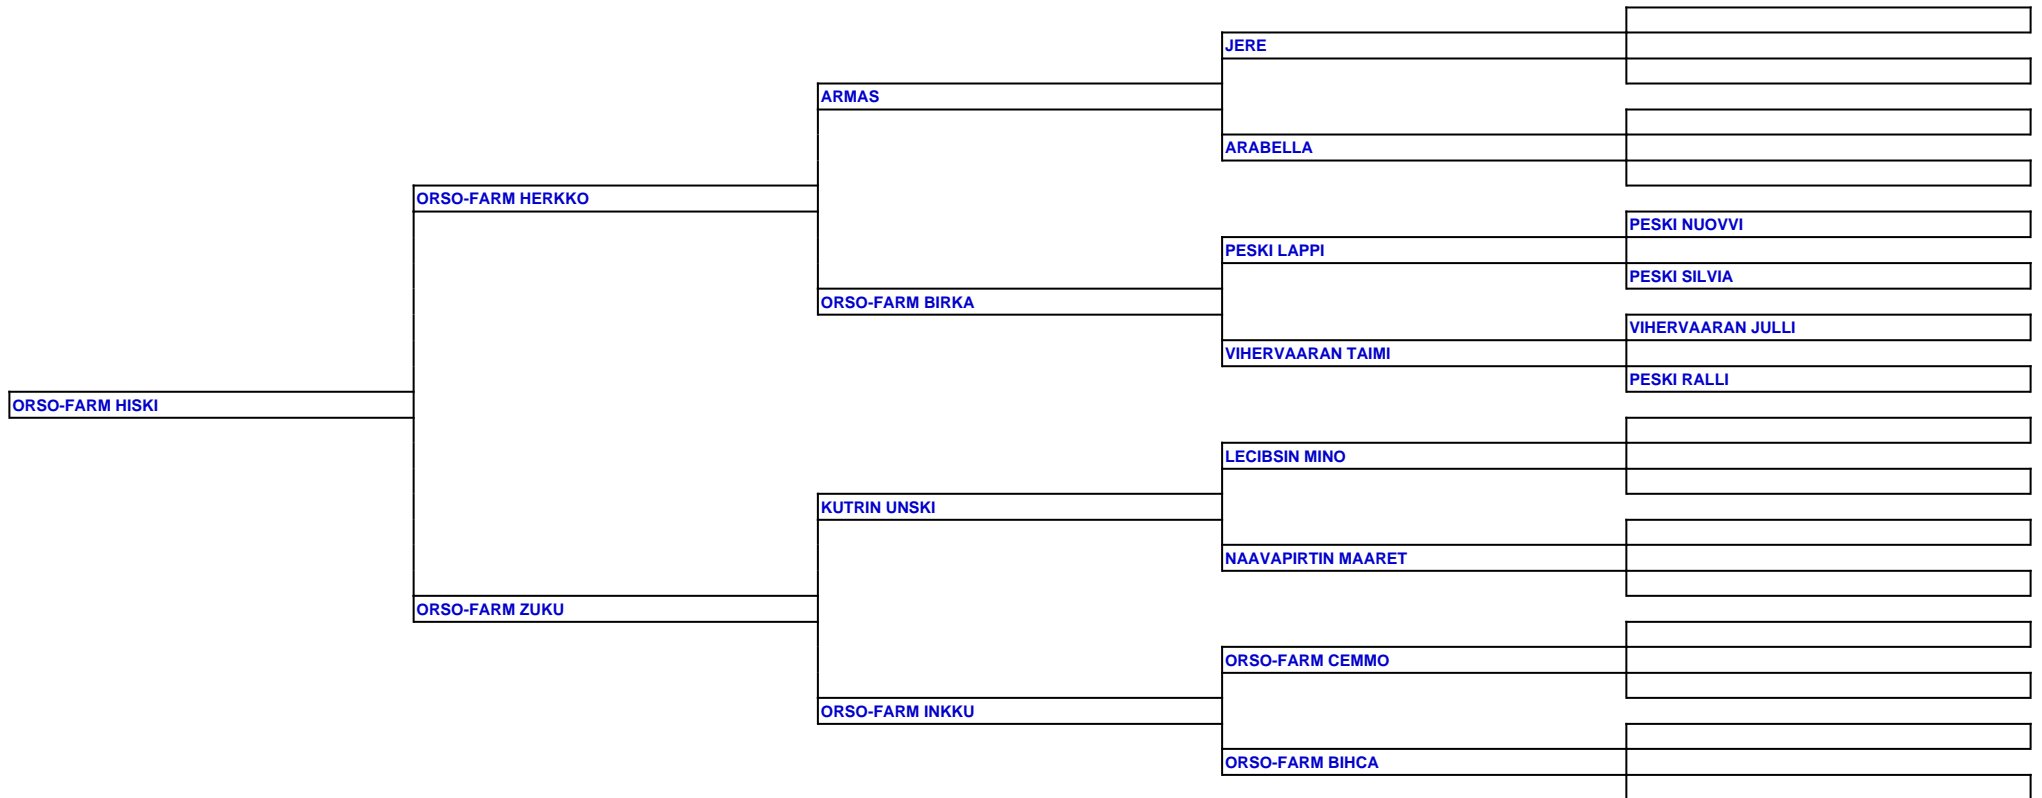 JERE
ARMAS
ARABELLA
ORSO-FARM HERKKO
PESKI NUOVVI
PESKI LAPPI
PESKI SILVIA
ORSO-FARM BIRKA
VIHERVAARAN JULLI
VIHERVAARAN TAIMI
PESKI RALLI
ORSO-FARM HISKI
LECIBSIN MINO
KUTRIN UNSKI
NAAVAPIRTIN MAARET
ORSO-FARM ZUKU
ORSO-FARM CEMMO
ORSO-FARM INKKU
ORSO-FARM BIHCA